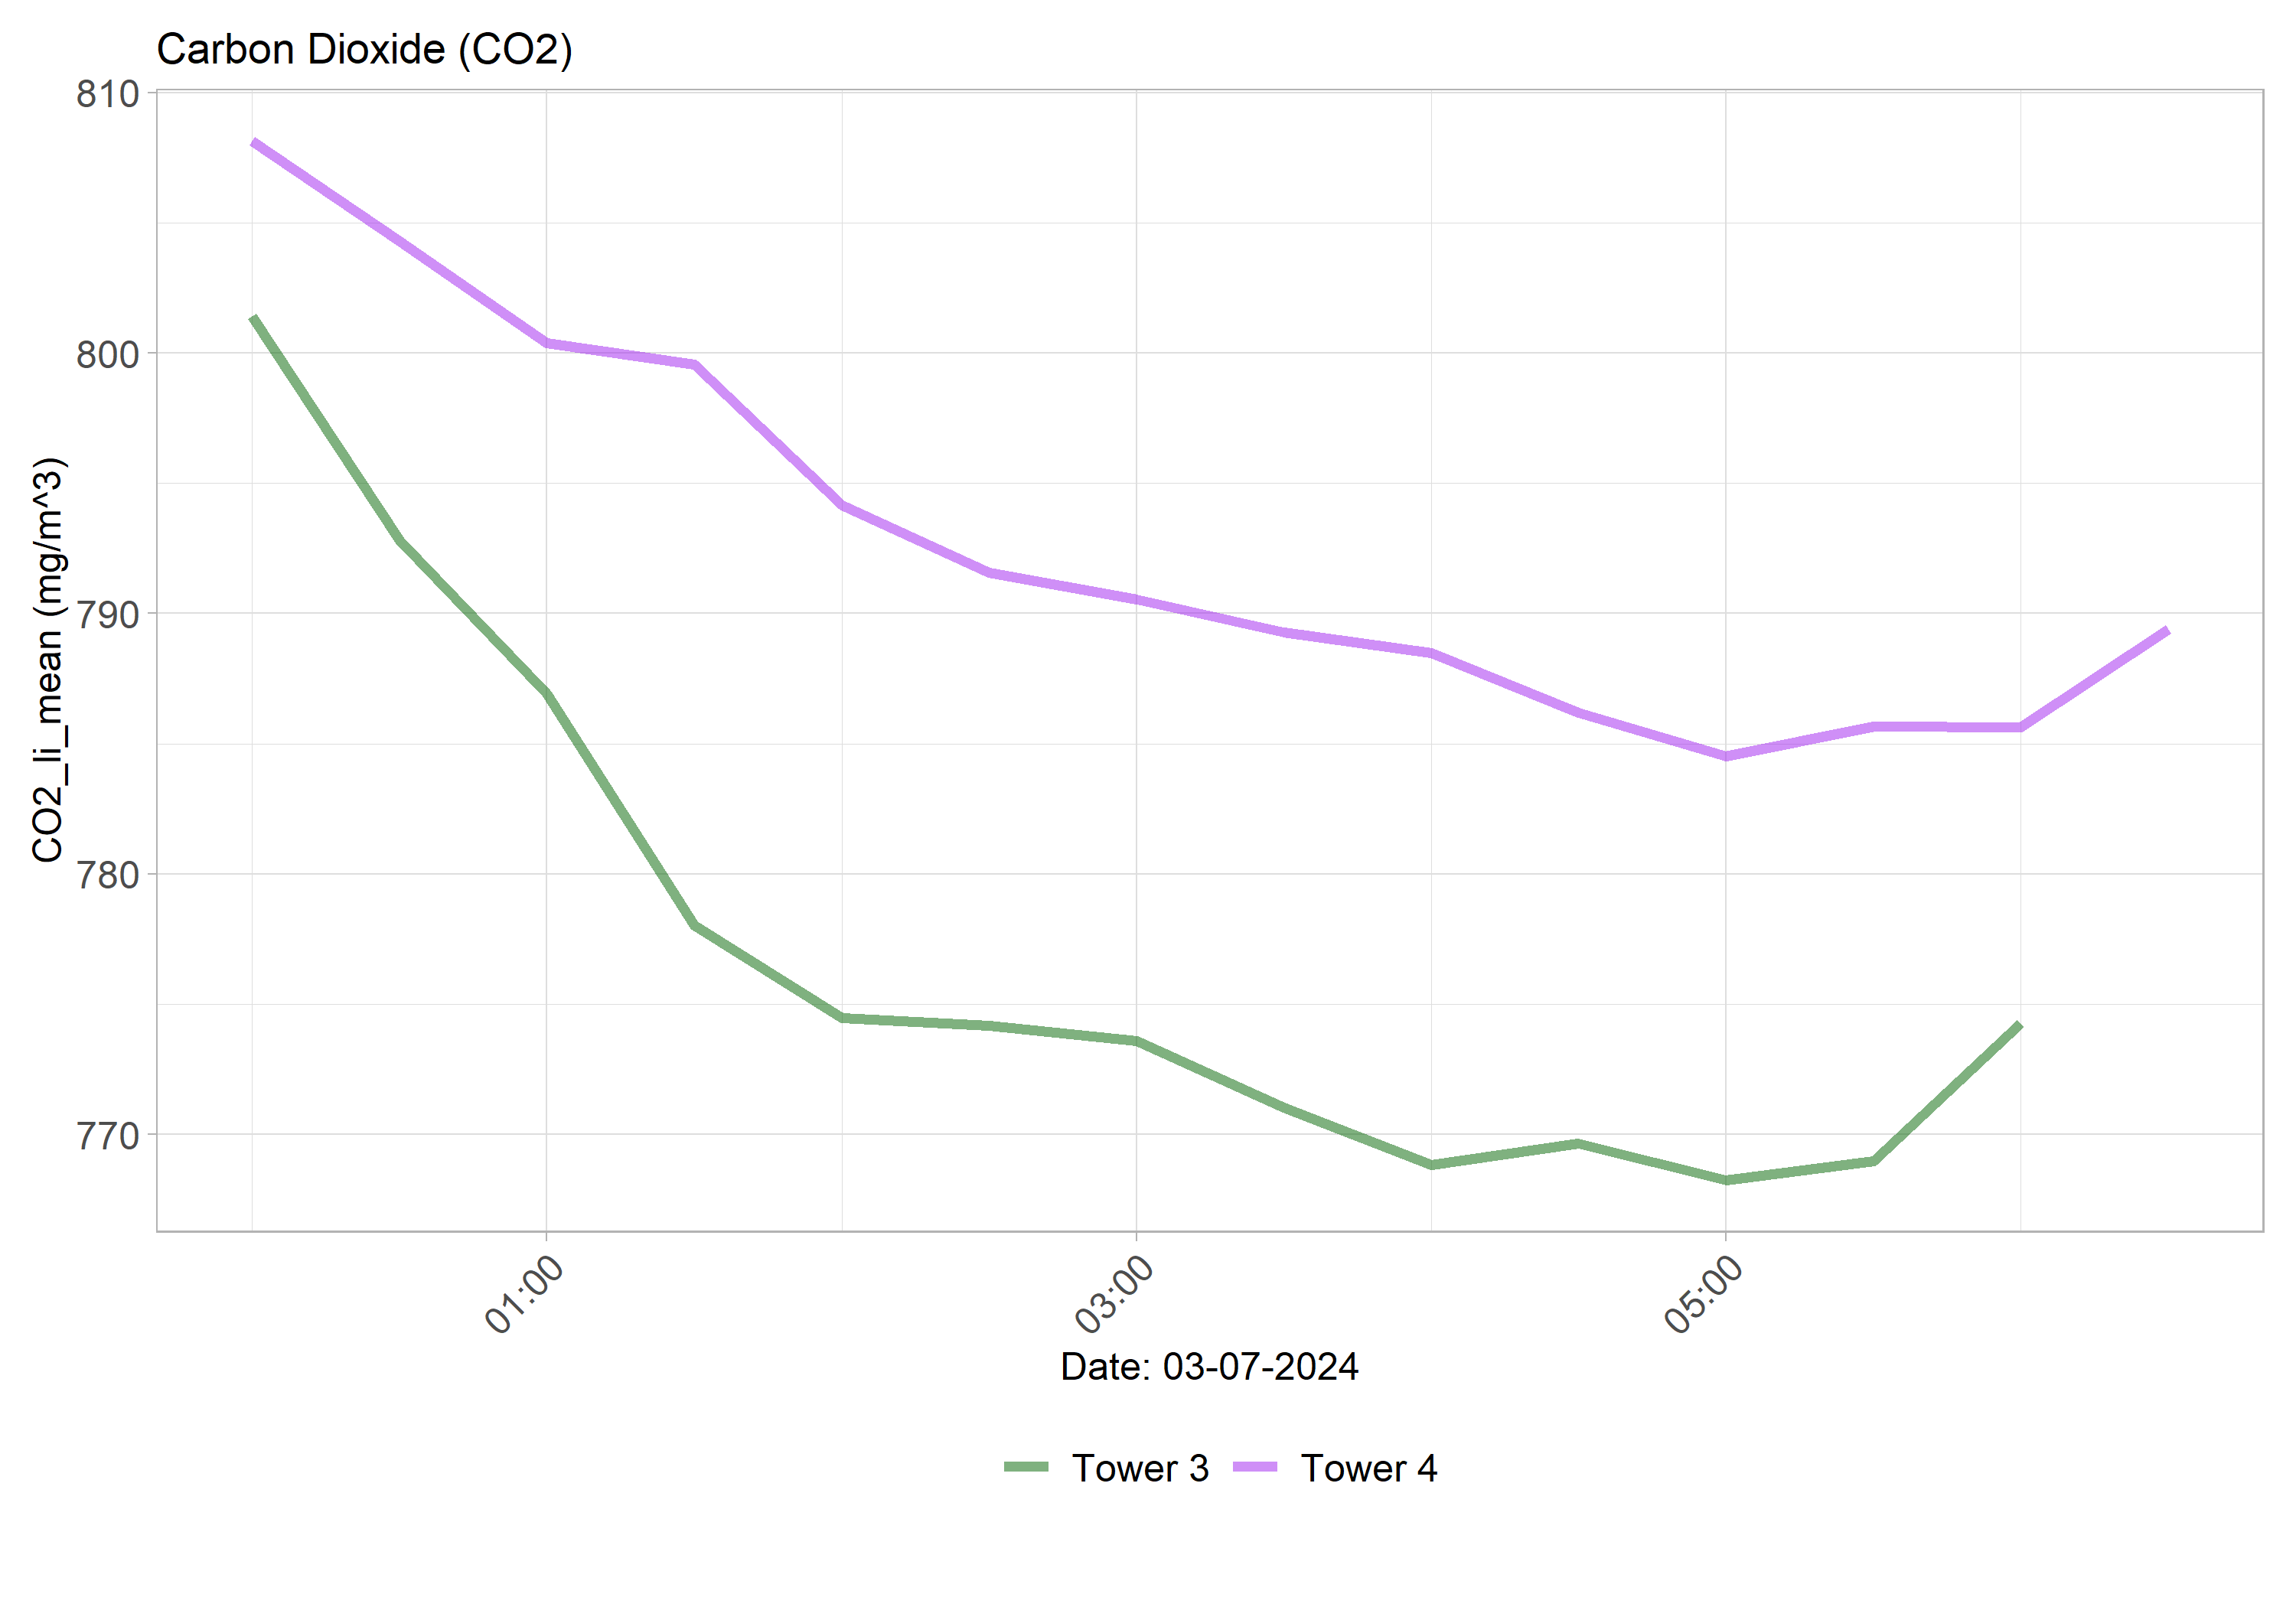 Carbon Dioxide (CO2)
810
800
790
780
770
CO2_li_mean (mg/m^3)
01:00
03:00
05:00
Date: 03-07-2024
Tower 3
Tower 4